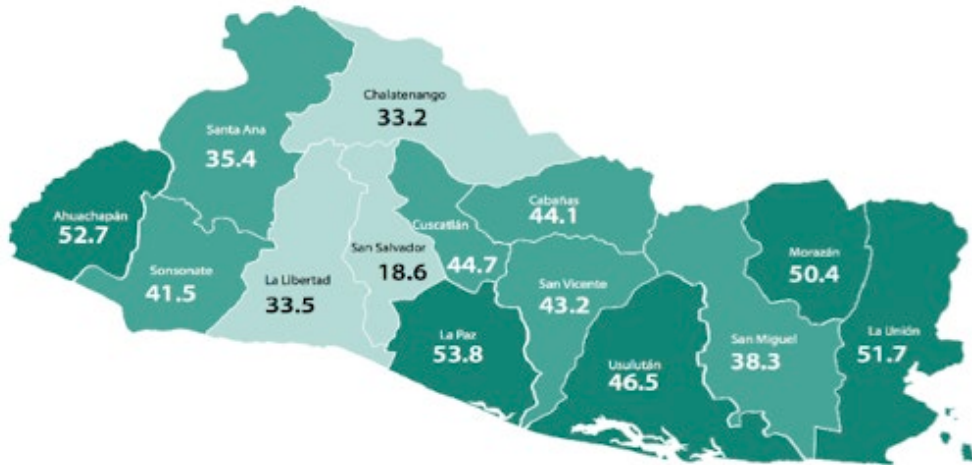 Chalatenango
33.2
Santa Ana
35.4
Ahuachapán
52.7
Sonsonate
41.5
La Libertad
33.5
San Salvador
18.6
Cuscatlán
44.7
Cabañas
44.1
San Vicente
43.2
La Paz
53.8
Usulután
46.5
San Miguel
38.3
Morazán
50.4
La Unión
51.7